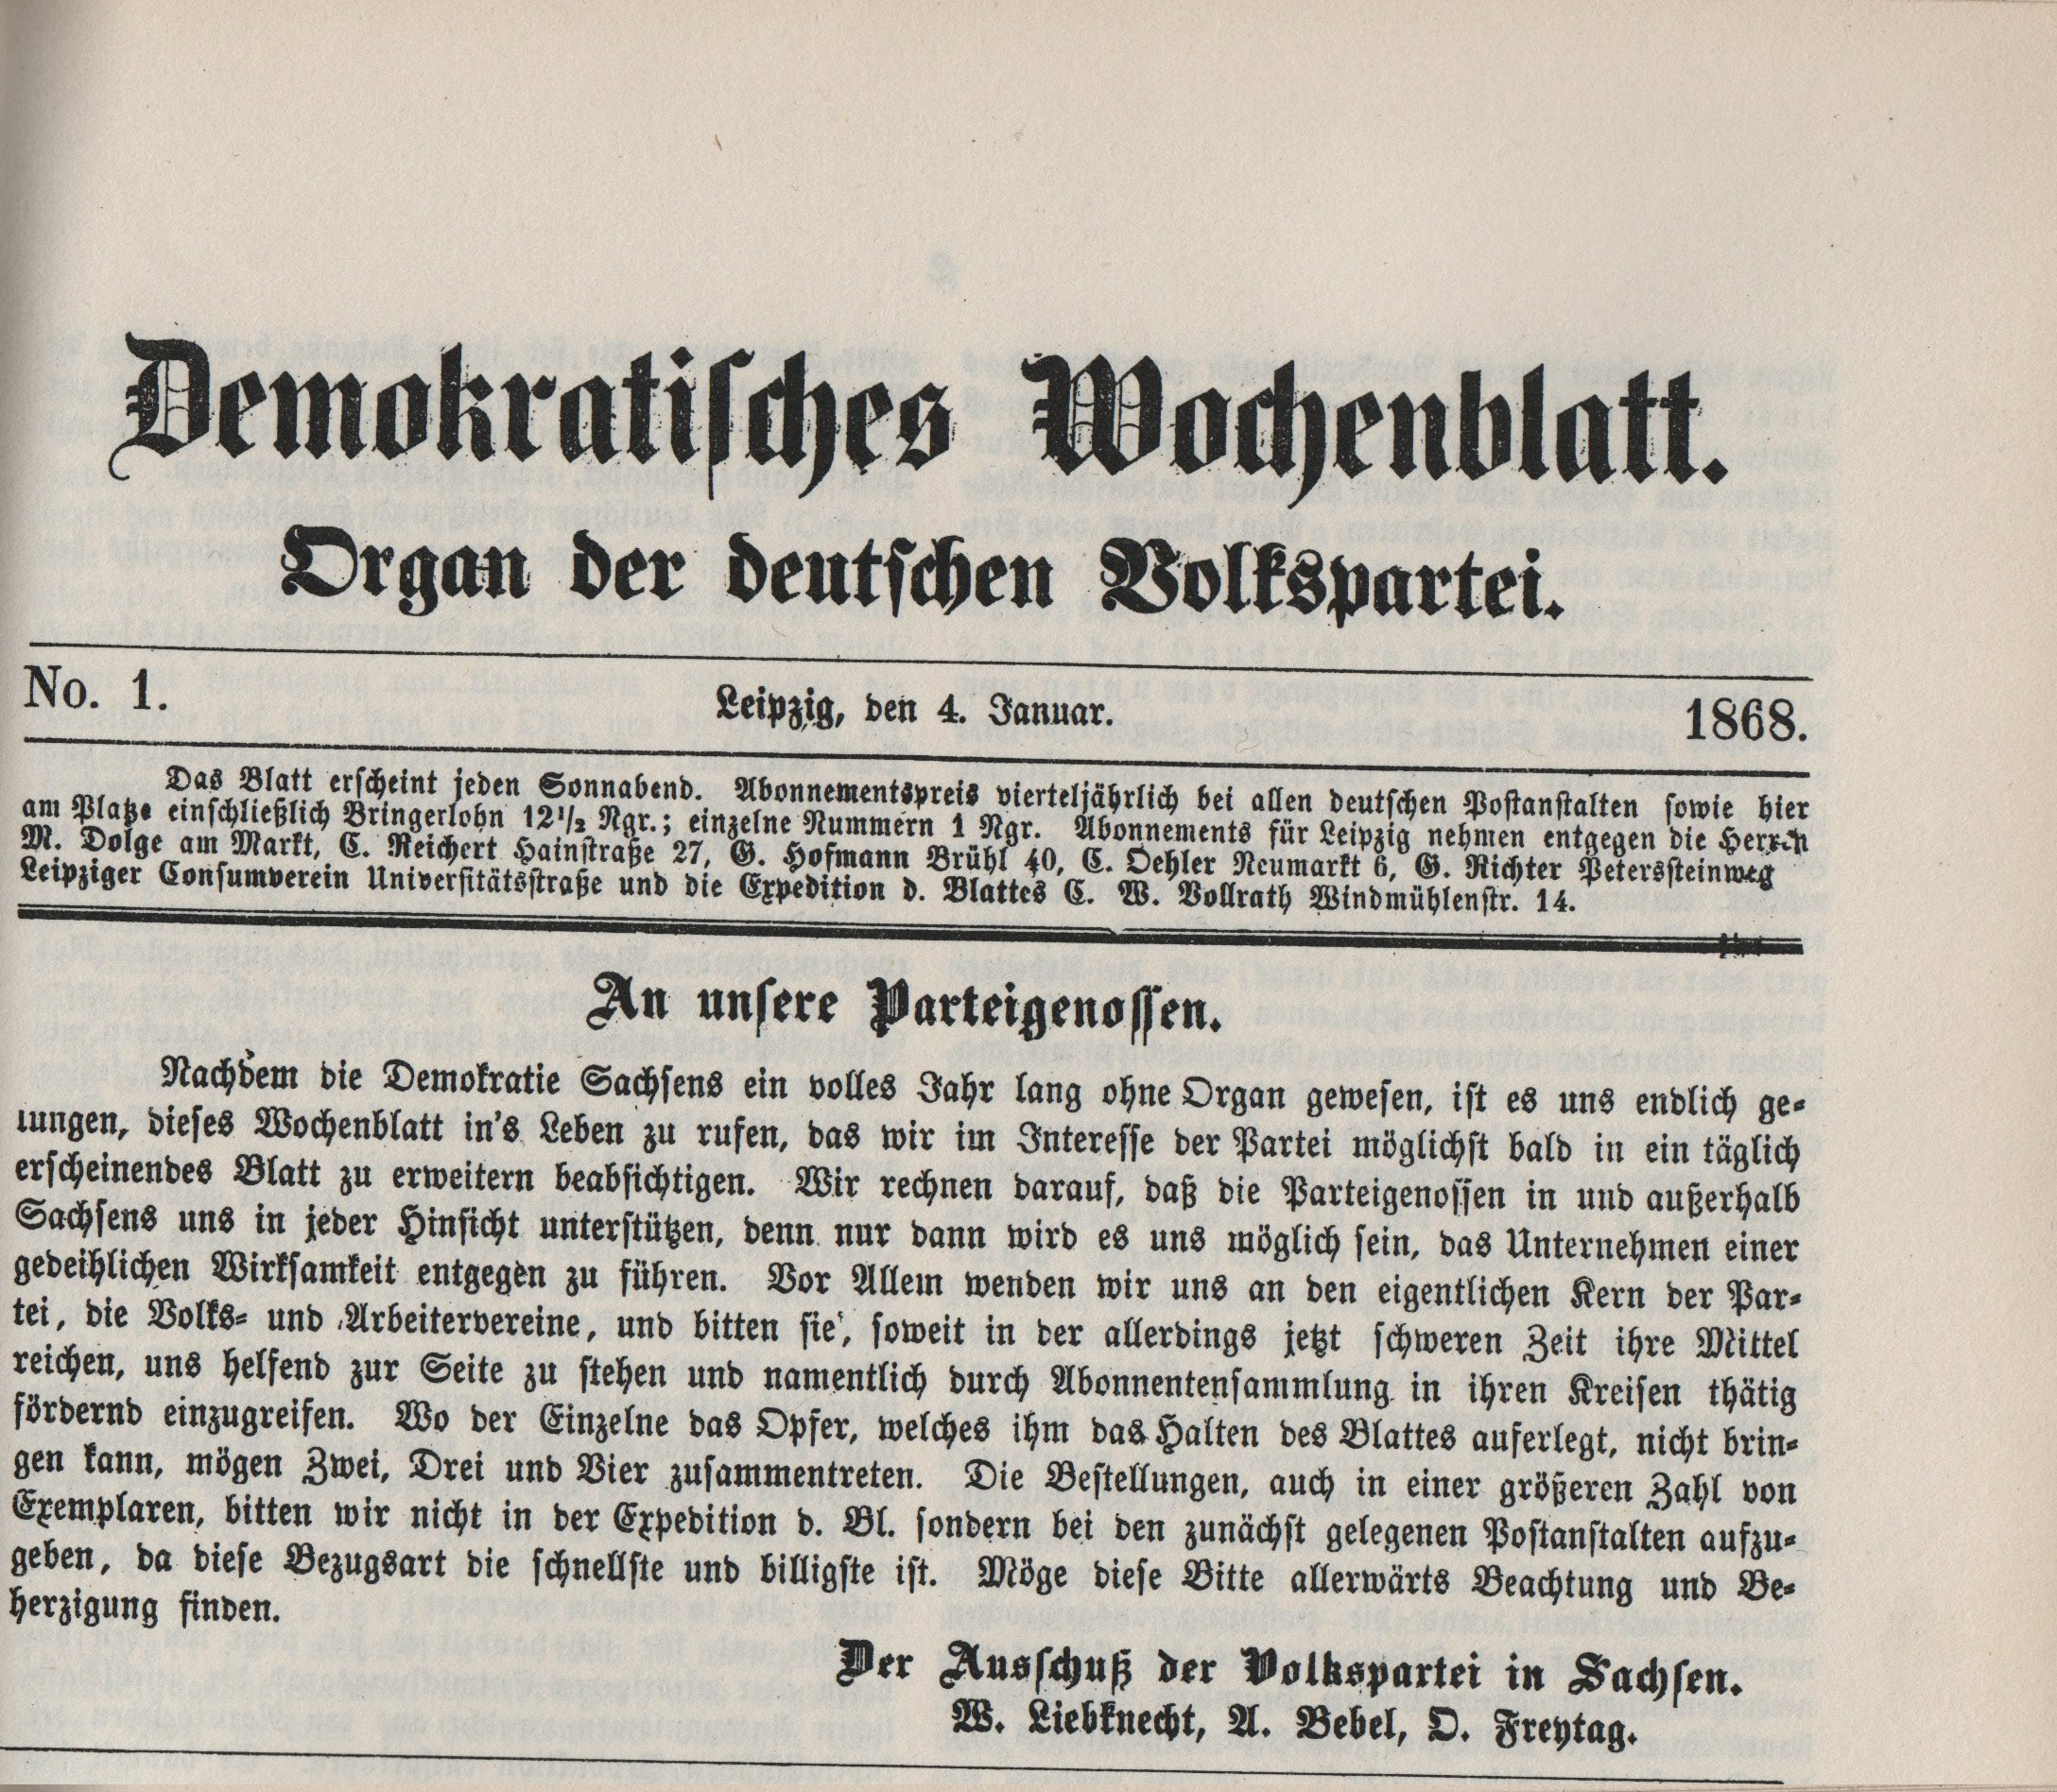 Demokratisches Wochenblatt.
Organ der deutschen Volkspartei.
No. 1. Leipzig, den 4. Januar. 1868.
Das Blatt erscheint jeden Sonnabend. Abonnementspreis vierteljährlich bei allen deutschen Postanstalten sowie hier
am Platze einschließlich Bringerlohn 12½ Ngr.; einzelne Nummern 1 Ngr. Abonnements für Leipzig nehmen entgegen die Herren
M. Dolge am Markt, C. Reichert Hainstraße 27, G. Hofmann Brühl 40, C. Oehler Neumarkt 6, G. Richter Peterssteinweg
Leipziger Consumverein Universitätsstraße und die Expedition d. Blattes C. W. Vollrath Windmühlenstr. 14.
An unsere Parteigenossen.
Nachdem die Demokratie Sachsens ein volles Jahr lang ohne Organ gewesen, ist es uns endlich ge-
lungen, dieses Wochenblatt in's Leben zu rufen, das wir im Interesse der Partei möglichst bald in ein täglich
erscheinendes Blatt zu erweitern beabsichtigen. Wir rechnen darauf, daß die Parteigenossen in und außerhalb
Sachsens uns in jeder Hinsicht unterstützen, denn nur dann wird es uns möglich sein, das Unternehmen einer
gedeihlichen Wirksamkeit entgegen zu führen. Vor Allem wenden wir uns an den eigentlichen Kern der Par-
tei, die Volks- und Arbeitervereine, und bitten sie, soweit in der allerdings jetzt schweren Zeit ihre Mittel
reichen, uns helfend zur Seite zu stehen und namentlich durch Abonnentensammlung in ihren Kreisen thätig
fördernd einzugreifen. Wo der Einzelne das Opfer, welches ihm das Halten des Blattes auferlegt, nicht brin-
gen kann, mögen Zwei, Drei und Vier zusammentreten. Die Bestellungen, auch in einer größeren Zahl von
Exemplaren, bitten wir nicht in der Expedition d. Bl. sondern bei den zunächst gelegenen Postanstalten aufzu-
geben, da diese Bezugsart die schnellste und billigste ist. Möge diese Bitte allerwärts Beachtung und Be-
herzigung finden.
Der Ausschuß der Volkspartei in Sachsen.
W. Liebknecht, A. Bebel, O. Freytag.